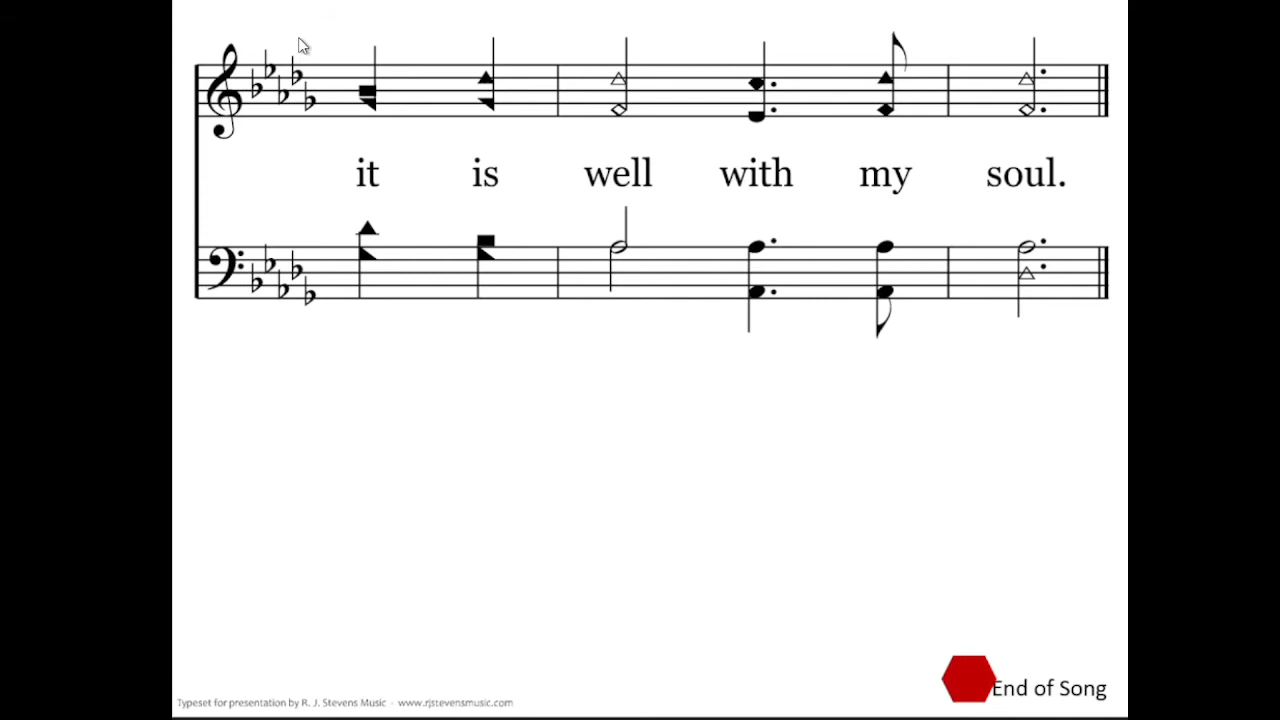 it is well with my soul.
End of Song
Typeset for presentation by R. J. Stevens Music - www.rjstevensmusic.com